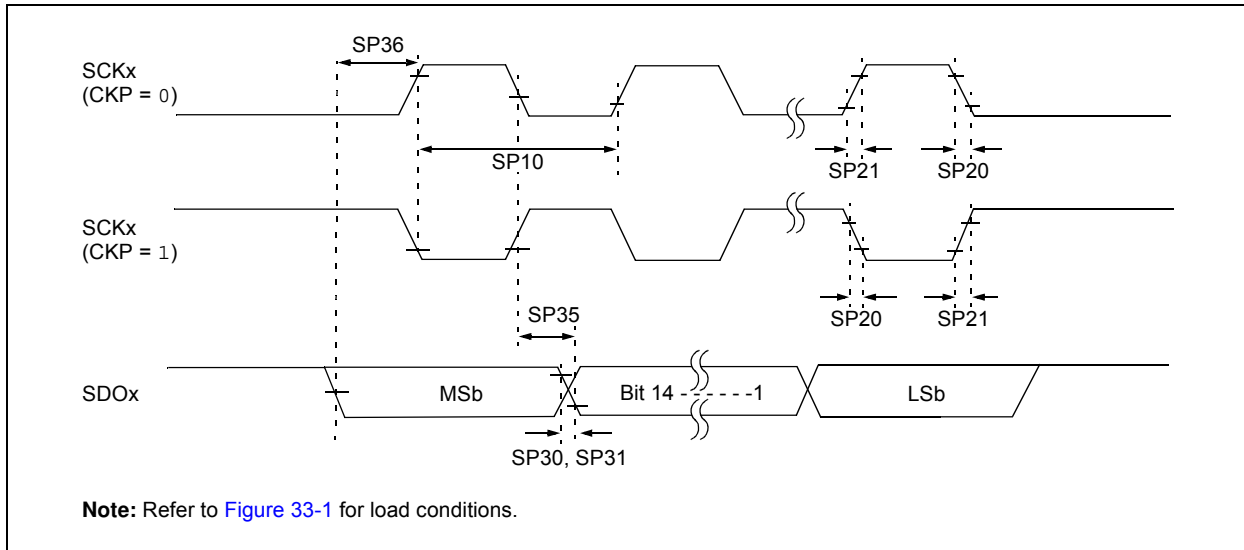 SP36
SCKx
(CKP = 0)
SP10
SP21
SP20
SCKx
(CKP = 1)
SP35
SP20
SP21
SDOx
MSb
Bit 14 - - - - - -1
LSb
SP30, SP31
Note: Refer to Figure 33-1 for load conditions.